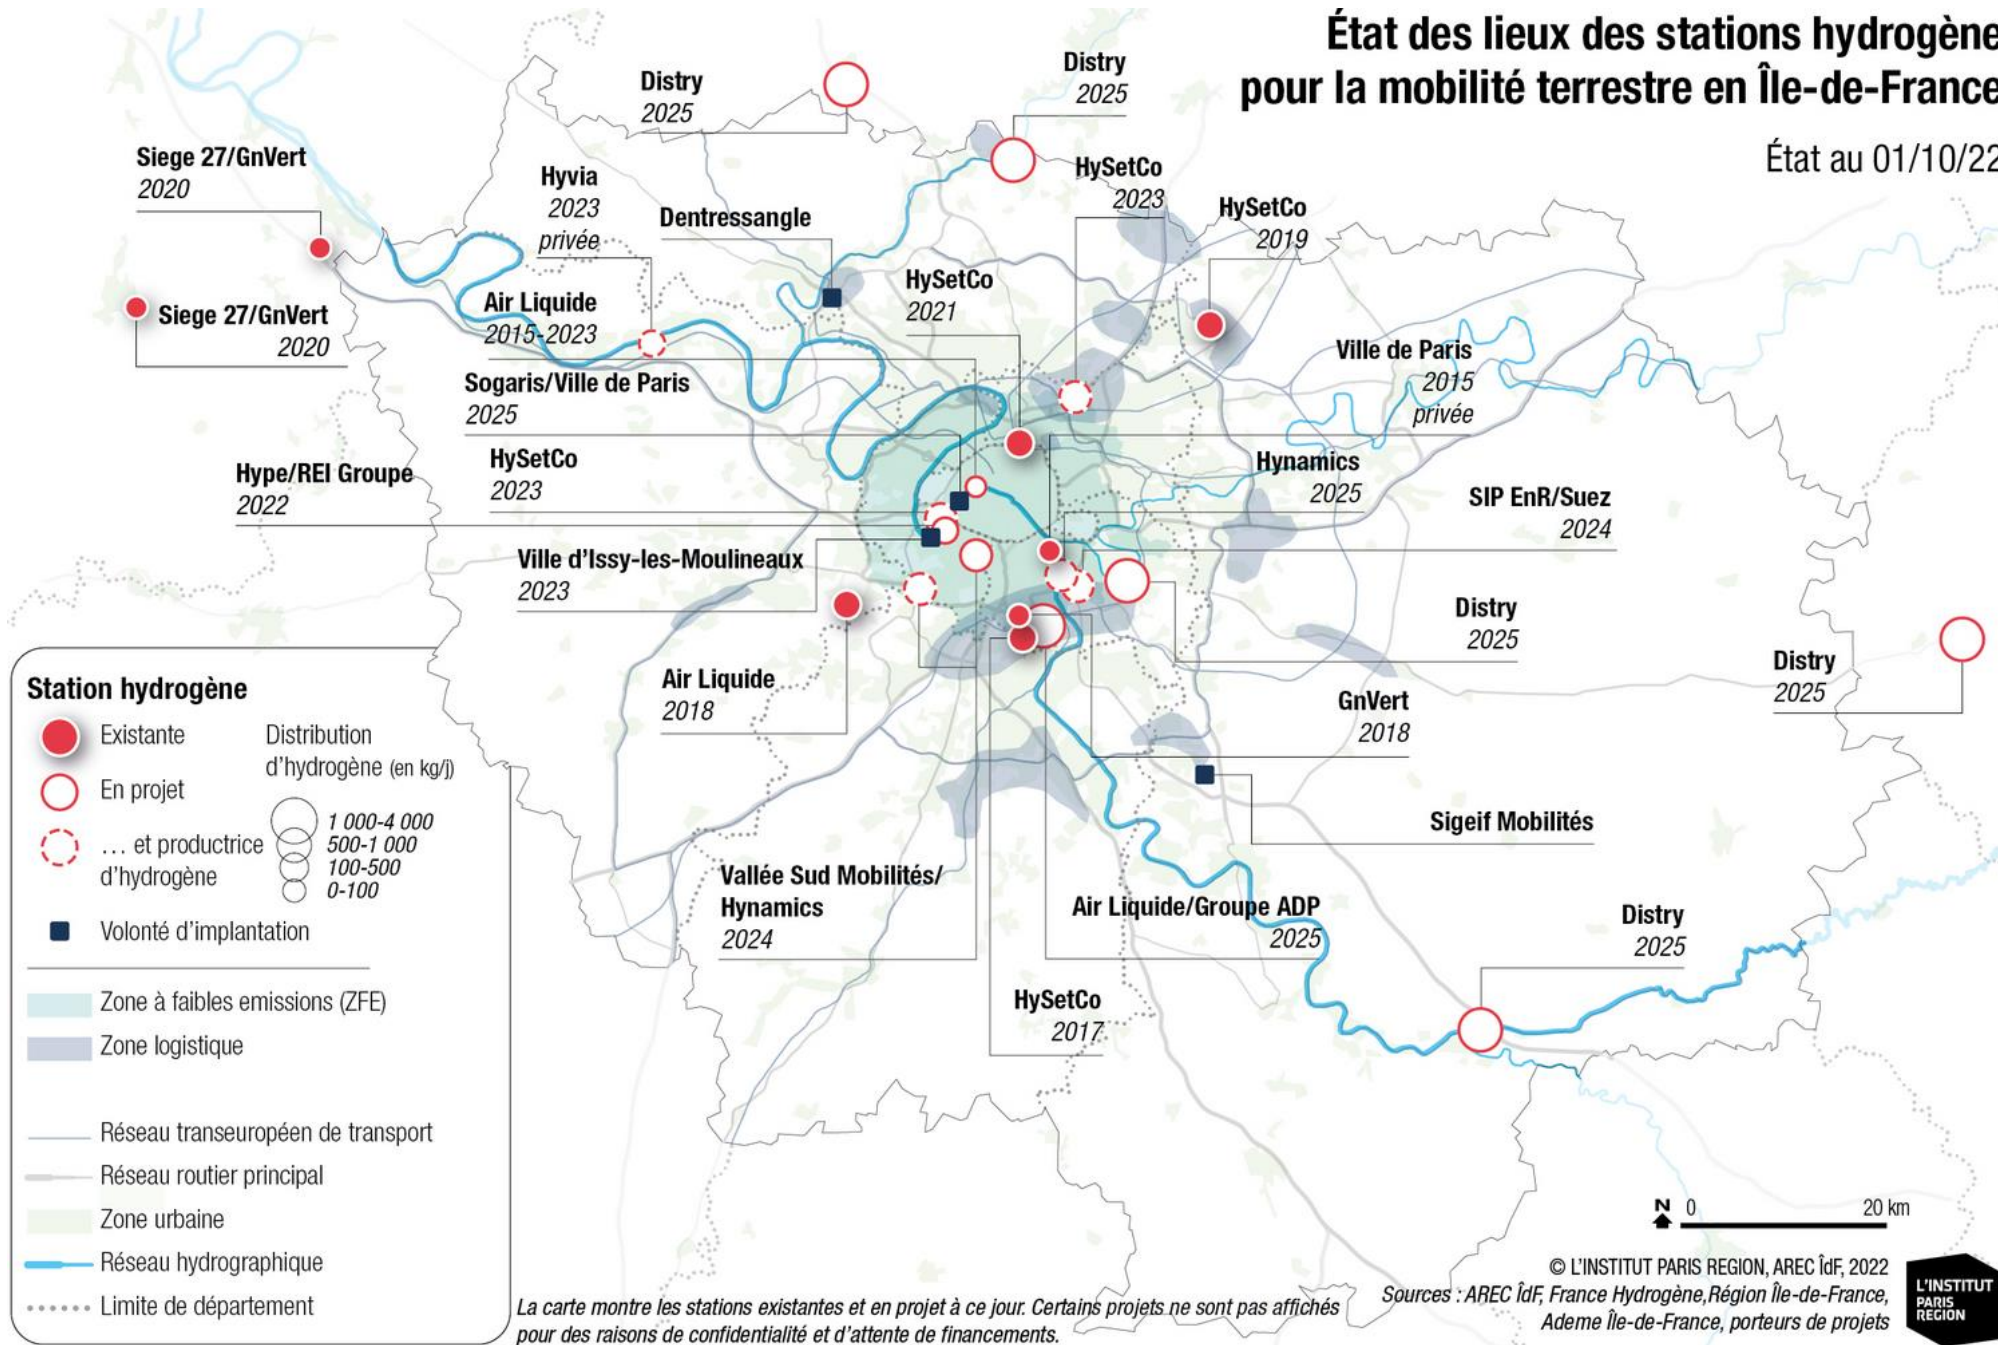 État des lieux des stations hydrogène
pour la mobilité terrestre en Île-de-France
État au 01/10/22
Distry
2025
Distry
2025
Siege 27/GnVert
2020
Hyvia
2023
privée
Dentressangle
HySetCo
2023
HySetCo
2019
Siege 27/GnVert
2020
Air Liquide
2015-2023
HySetCo
2021
Ville de Paris
2015
privée
Sogaris/Ville de Paris
2025
Hype/REI Groupe
2022
HySetCo
2023
Hynamics
2025
SIP EnR/Suez
2024
Ville d'Issy-les-Moulineaux
2023
Distry
2025
Distry
2025
Air Liquide
2018
GnVert
2018
Sigeif Mobilités
Vallée Sud Mobilités/
Hynamics
2024
Air Liquide/Groupe ADP
2025
Distry
2025
HySetCo
2017
Station hydrogène
Existante
En projet
... et productrice
d'hydrogène
Distribution
d'hydrogène (en kg/j)
1 000-4 000
500-1 000
100-500
0-100
Volonté d'implantation
Zone à faibles emissions (ZFE)
Zone logistique
Réseau transeuropéen de transport
Réseau routier principal
Zone urbaine
Réseau hydrographique
Limite de département
La carte montre les stations existantes et en projet à ce jour. Certains projets ne sont pas affichés
pour des raisons de confidentialité et d'attente de financements.
N 0 20 km
© L'INSTITUT PARIS REGION, AREC ÎdF, 2022
Sources : AREC ÎdF, France Hydrogène,Région Île-de-France,
Ademe Île-de-France, porteurs de projets
L'INSTITUT
PARIS
REGION